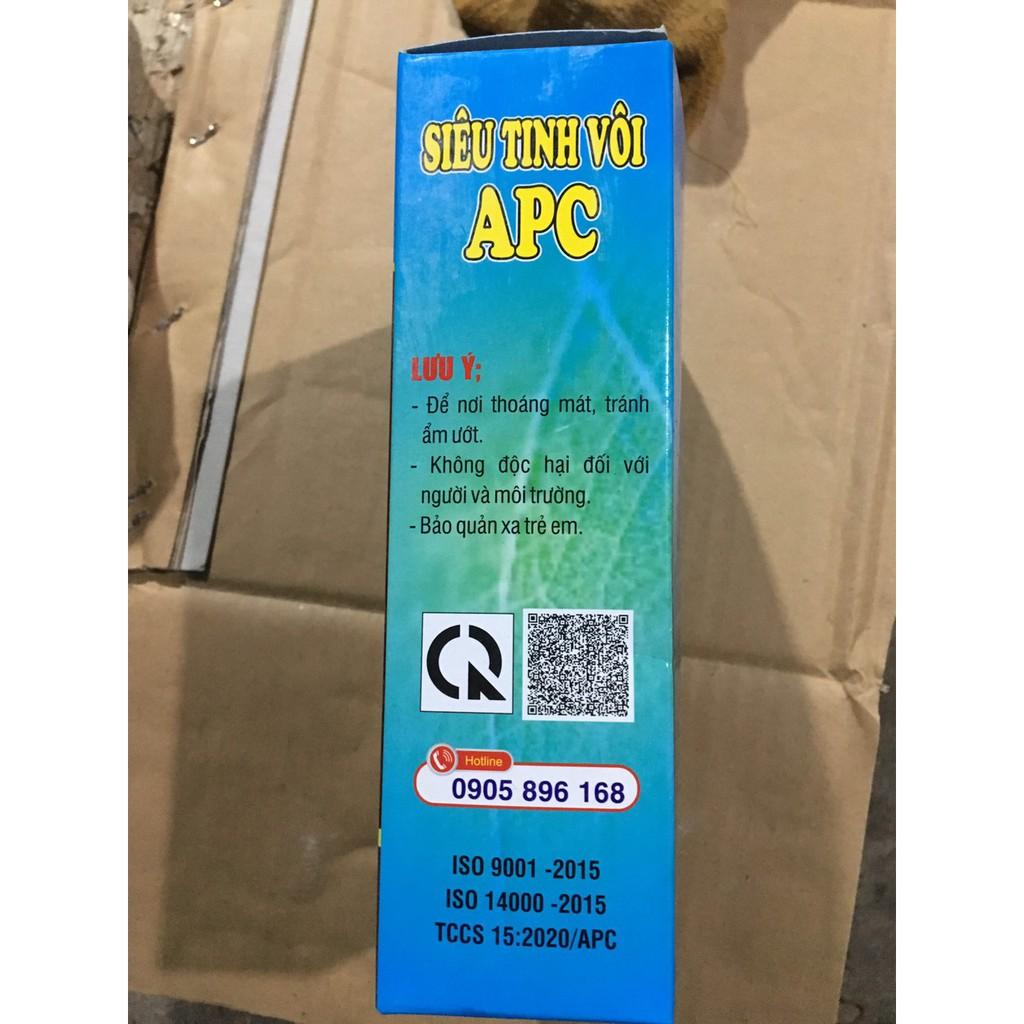 SIÊU TINH VÔI
APC
LƯU Ý;
- Để nơi thoáng mát, tránh
ẩm ướt.
- Không độc hại đối với
người và môi trường.
- Bảo quản xa trẻ em.
Hotline
0905 896 168
ISO 9001 -2015
ISO 14000 -2015
TCCS 15:2020/APC